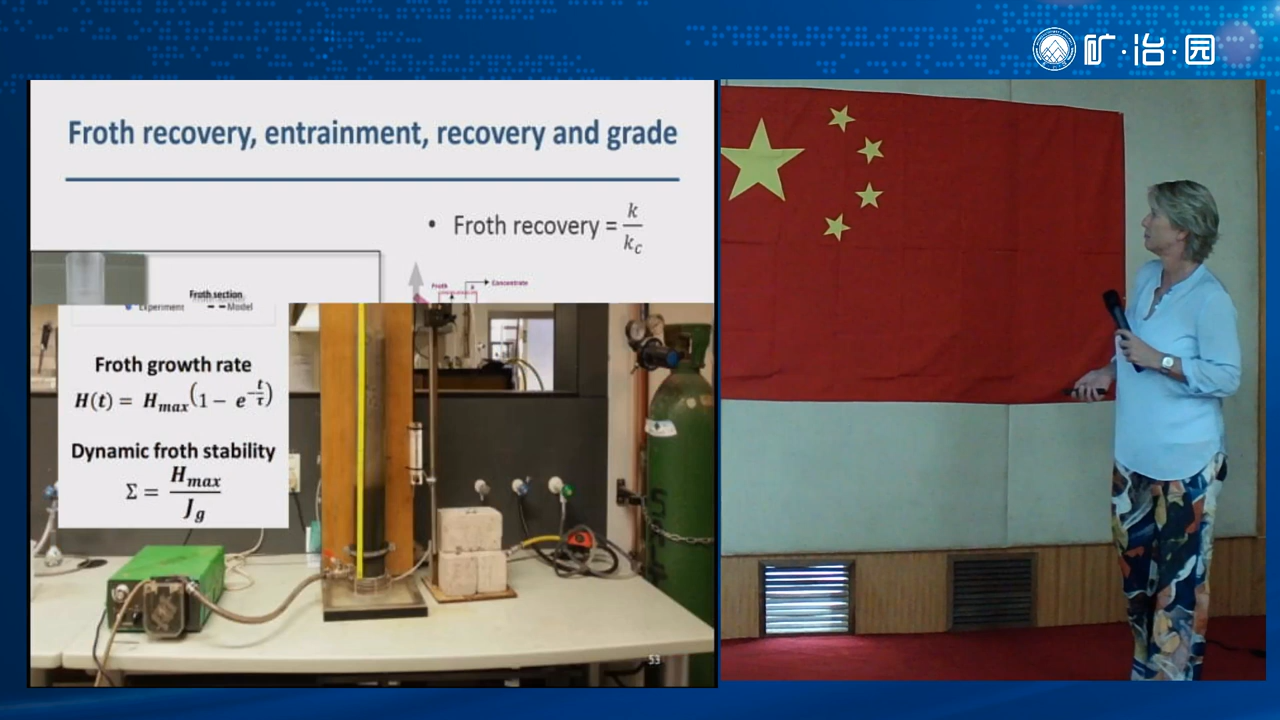 矿·冶·园
Froth recovery, entrainment, recovery and grade
• Froth recovery = k/k_C
Froth
Concentrate
Froth section
Experiment
Model
Froth growth rate
H(t) = H_max(1 − e^(−t/τ))
Dynamic froth stability
Σ = H_max/J_g
53